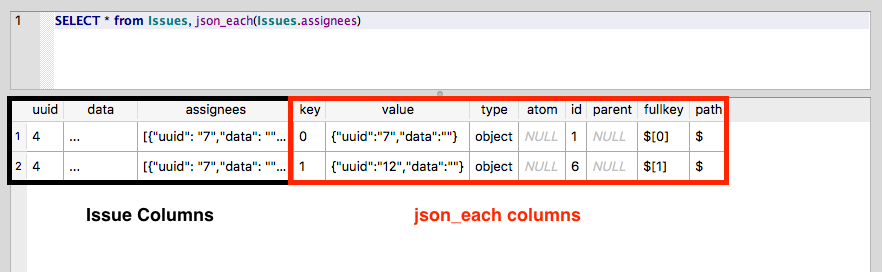 1 SELECT * from Issues, json_each(Issues.assignees)
uuid data assignees key value type atom id parent fullkey path
1 4 ... [{"uuid": "7","data": ""... 0 {"uuid":"7","data":""} object NULL 1 NULL $[0] $
2 4 ... [{"uuid": "7","data": ""... 1 {"uuid":"12","data":""} object NULL 6 NULL $[1] $
Issue Columns json_each columns